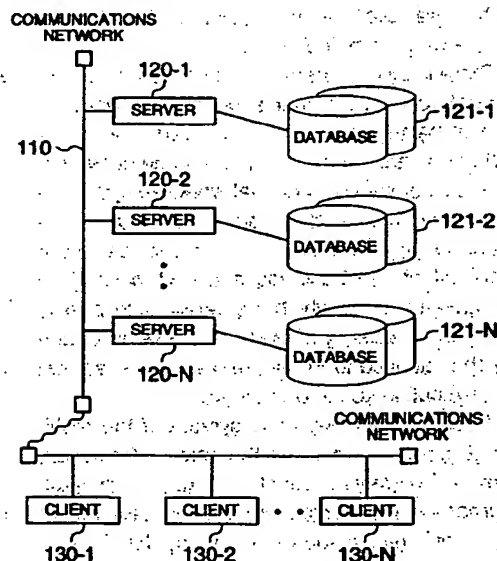 COMMUNICATIONS
NETWORK
120-1
SERVER
DATABASE
121-1
110
120-2
SERVER
DATABASE
121-2
SERVER
DATABASE
121-N
120-N
COMMUNICATIONS
NETWORK
CLIENT
CLIENT
CLIENT
130-1
130-2
130-N